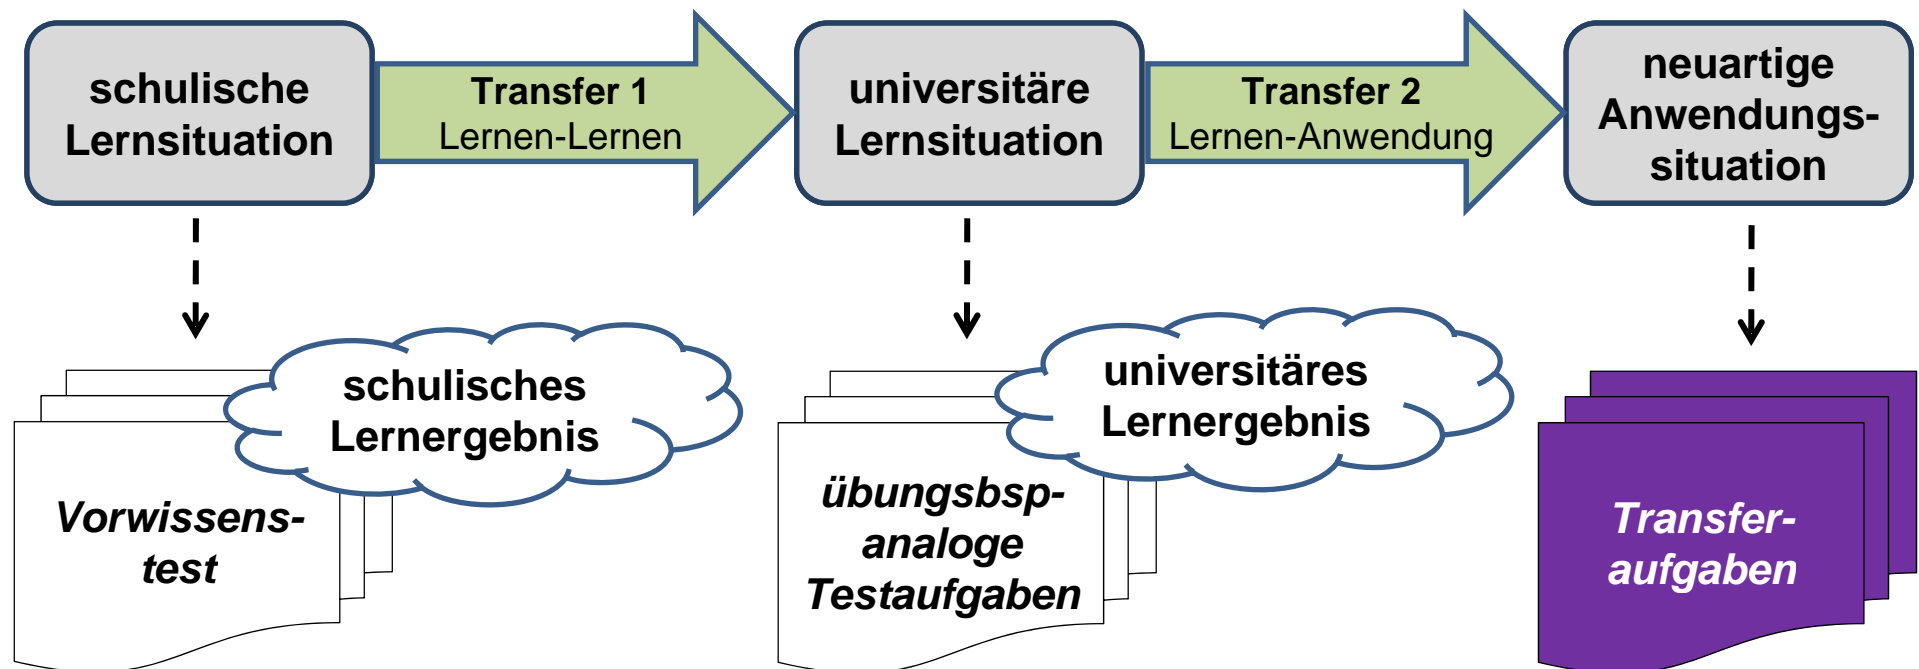 schulische
Lernsituation
Transfer 1
Lernen-Lernen
universitäre
Lernsituation
Transfer 2
Lernen-Anwendung
neuartige
Anwendungs-
situation
schulisches
Lernergebnis
universitäres
Lernergebnis
Vorwissens-
test
übungsbsp-
analoge
Testaufgaben
Transfer-
aufgaben